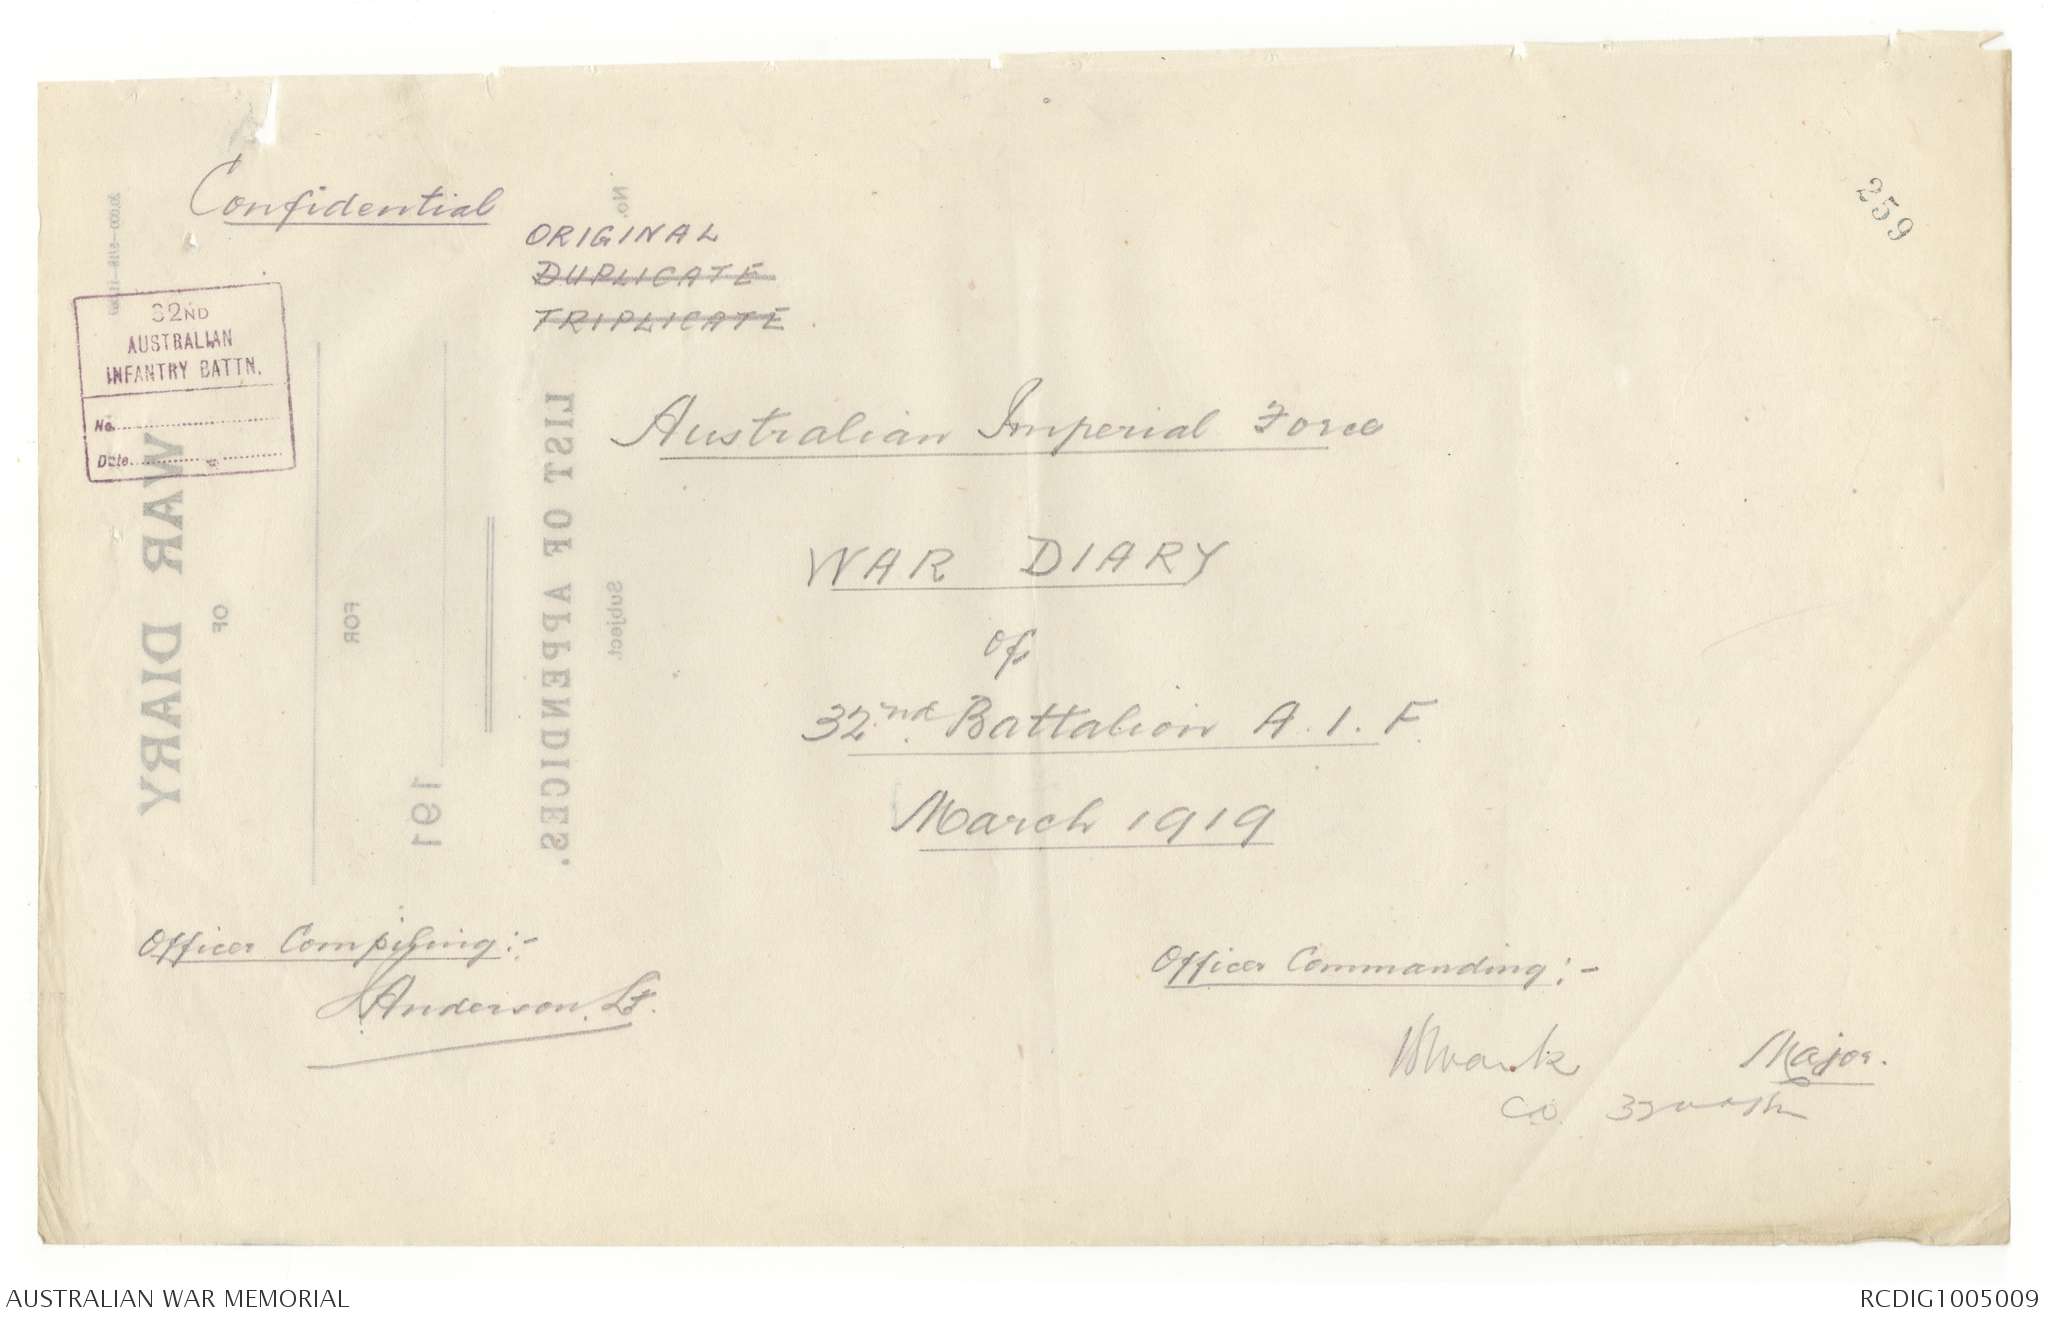 259
Confidential
ORIGINAL
DUPLICATE
TRIPLICATE
32ND
AUSTRALIAN
INFANTRY BATTN.
No.
Date
Australian Imperial Force
WAR DIARY
of
32nd Battalion A.I.F.
March 1919
Officer Compiling:-
Anderson. Lt.
Officer Commanding:-
Major.
CO. 32
No.
Subject.
LIST OF APPENDICES.
191
FOR
OF
WAR DIARY
AUSTRALIAN WAR MEMORIAL
RCDIG1005009